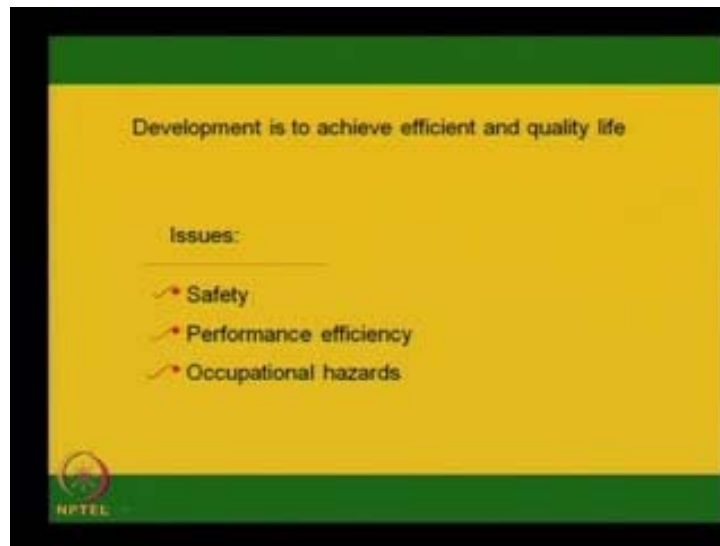 Development is to achieve efficient and quality life
Issues:
Safety
Performance efficiency
Occupational hazards
NPTEL